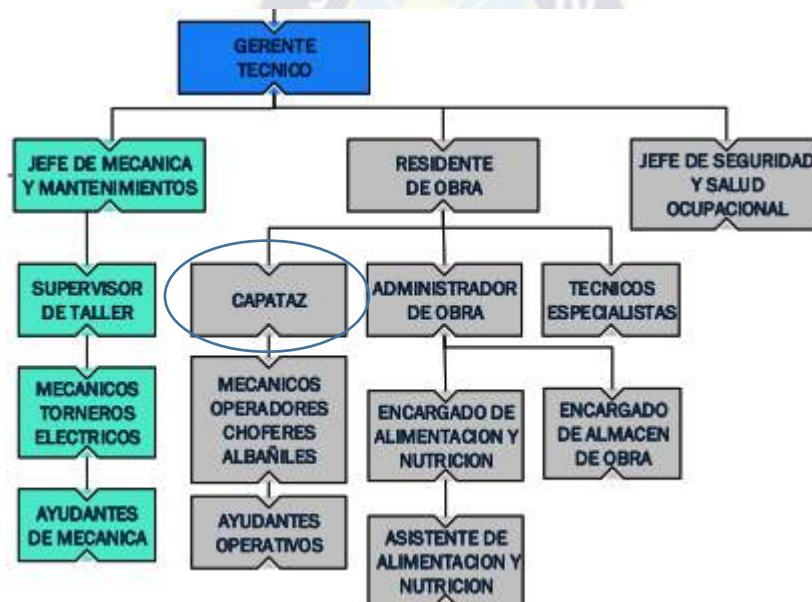 GERENTE
TECNICO
JEFE DE MECANICA
Y MANTENIMIENTOS
RESIDENTE
DE OBRA
JEFE DE SEGURIDAD
Y SALUD
OCUPACIONAL
SUPERVISOR
DE TALLER
CAPATAZ
ADMINISTRADOR
DE OBRA
TECNICOS
ESPECIALISTAS
MECANICOS
TORNEROS
ELECTRICOS
MECANICOS
OPERADORES
CHOFERES
ALBAÑILES
ENCARGADO DE
ALIMENTACION Y
NUTRICION
ENCARGADO
DE ALMACEN
DE OBRA
AYUDANTES
DE MECANICA
AYUDANTES
OPERATIVOS
ASISTENTE DE
ALIMENTACION Y
NUTRICION